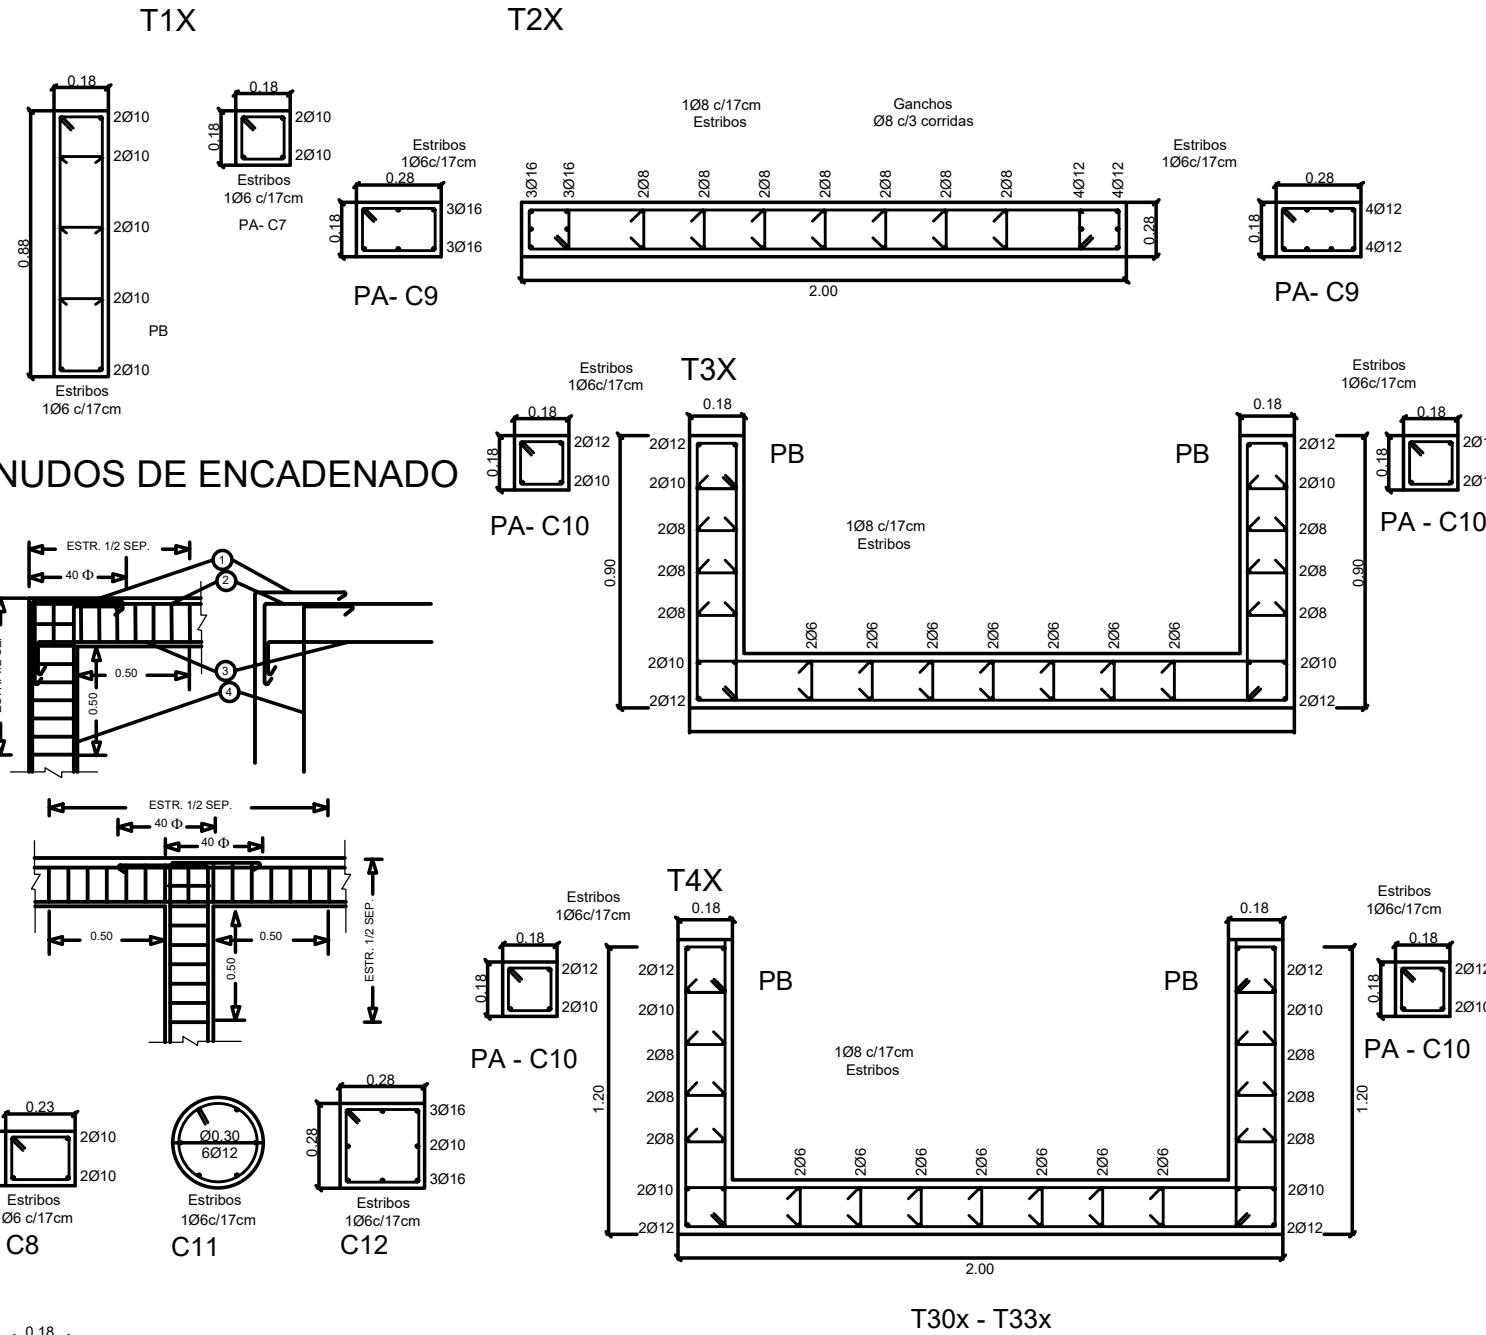 T1X
0.18
0.88
2Ø10
2Ø10
2Ø10
2Ø10
2Ø10
PB
Estribos
1Ø6 c/17cm
0.18
0.18
2Ø10
2Ø10
Estribos
1Ø6 c/17cm
PA- C7
T2X
Estribos
1Ø6c/17cm
0.28
0.18
3Ø16
3Ø16
PA- C9
1Ø8 c/17cm
Estribos
Ganchos
Ø8 c/3 corridas
3Ø16
3Ø16
2Ø8
2Ø8
2Ø8
2Ø8
2Ø8
2Ø8
2Ø8
4Ø12
4Ø12
0.28
2.00
Estribos
1Ø6c/17cm
0.28
0.18
4Ø12
4Ø12
PA- C9
T3X
Estribos
1Ø6c/17cm
0.18
0.18
2Ø12
2Ø10
PA- C10
0.18
PB
2Ø12
2Ø10
2Ø8
2Ø8
2Ø8
2Ø10
2Ø12
0.90
1Ø8 c/17cm
Estribos
2Ø6
2Ø6
2Ø6
2Ø6
2Ø6
2Ø6
2Ø6
0.18
PB
2Ø12
2Ø10
2Ø8
2Ø8
2Ø8
2Ø10
2Ø12
0.90
Estribos
1Ø6c/17cm
0.18
0.18
2Ø1
2Ø1
PA - C10
NUDOS DE ENCADENADO
ESTR. 1/2 SEP.
40 Φ
0.50
0.50
1
2
3
4
ESTR. 1/2 SEP.
40 Φ
40 Φ
0.50
0.50
0.50
ESTR. 1/2 SEP.
T4X
Estribos
1Ø6c/17cm
0.18
0.18
2Ø12
2Ø10
PA - C10
0.18
PB
2Ø12
2Ø10
2Ø8
2Ø8
2Ø8
2Ø10
2Ø12
1.20
1Ø8 c/17cm
Estribos
2Ø6
2Ø6
2Ø6
2Ø6
2Ø6
2Ø6
2Ø6
2.00
0.18
PB
2Ø12
2Ø10
2Ø8
2Ø8
2Ø8
2Ø10
2Ø12
1.20
Estribos
1Ø6c/17cm
0.18
0.18
2Ø12
2Ø10
PA - C10
0.23
2Ø10
2Ø10
Estribos
Ø6 c/17cm
C8
Ø0.30
6Ø12
Estribos
1Ø6c/17cm
C11
0.28
0.28
3Ø16
2Ø10
3Ø16
Estribos
1Ø6c/17cm
C12
T30x - T33x
0.18